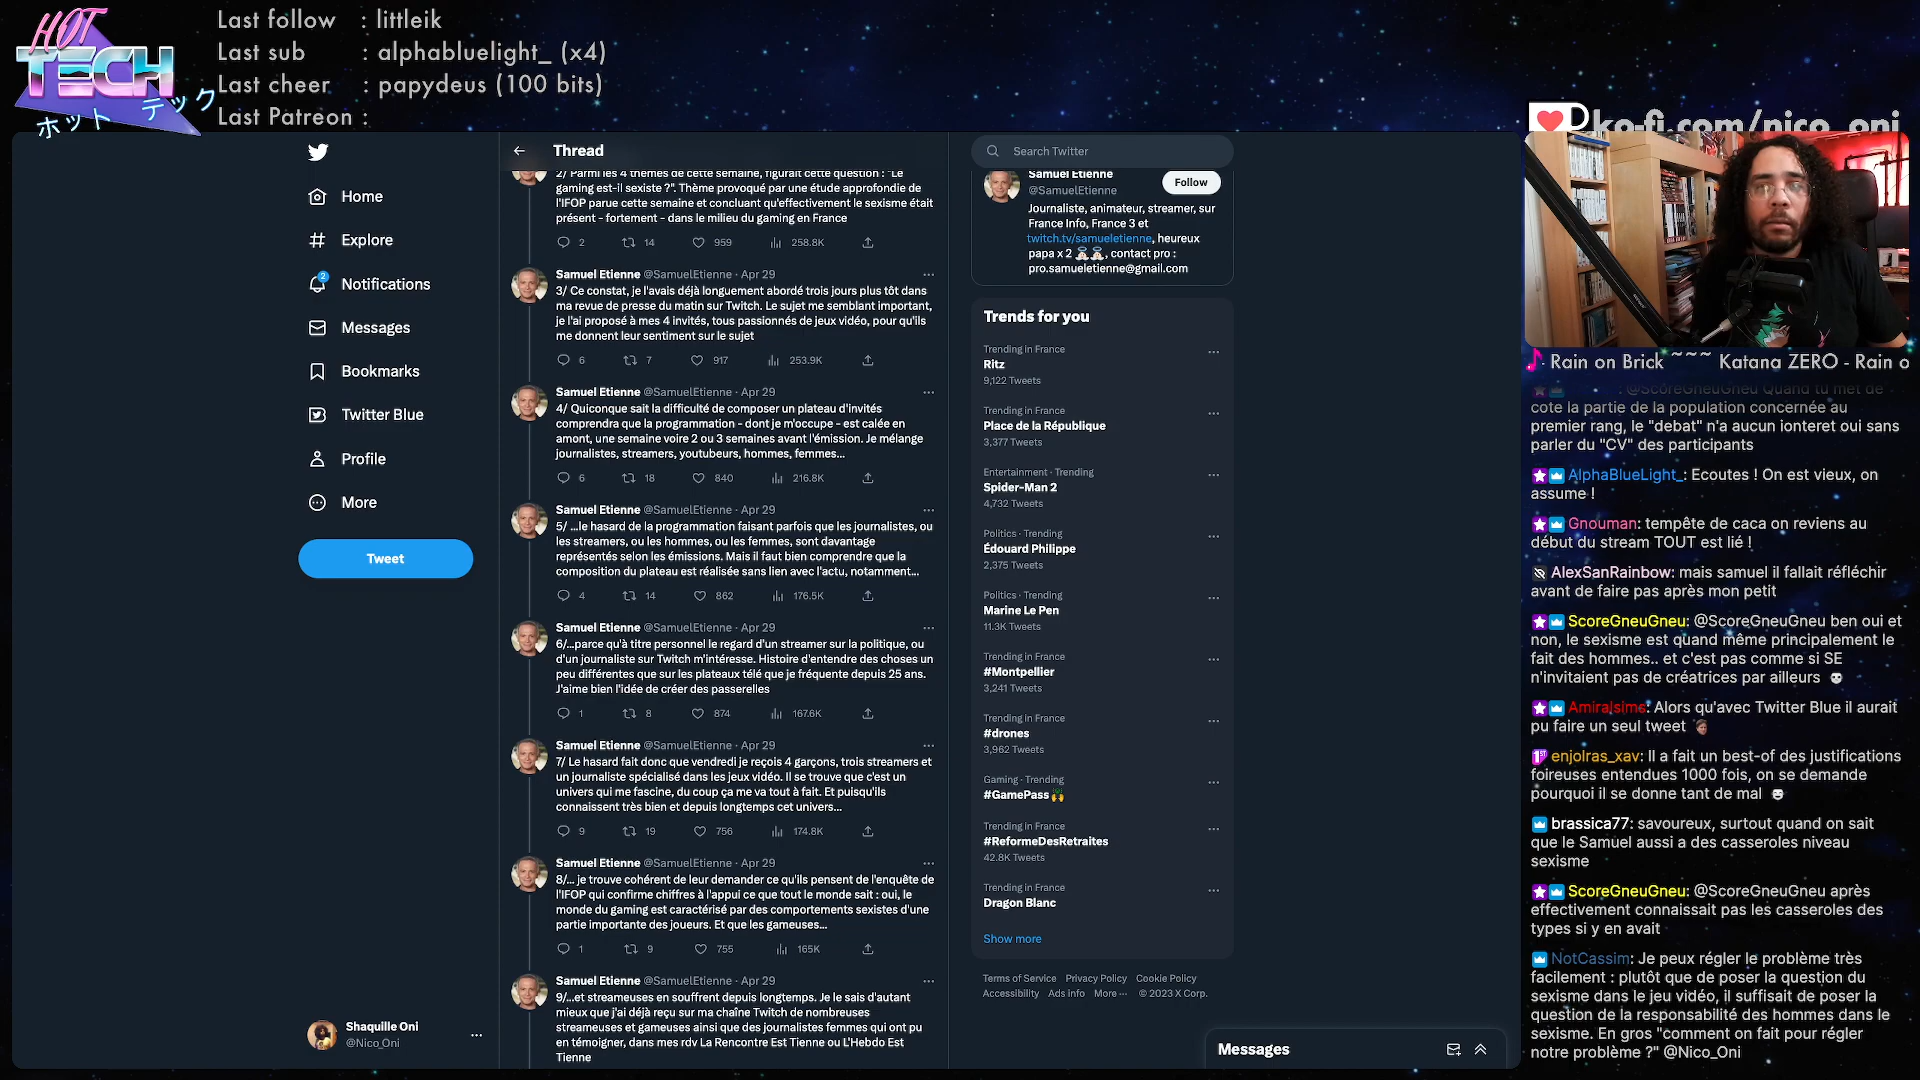 HOT
TECH
ホット テック
Last follow : littleik
Last sub : alphabluelight_ (x4)
Last cheer : papydeus (100 bits)
Last Patreon :
ko-fi.com/nico_oni
Home
Explore
2
Notifications
Messages
Bookmarks
Twitter Blue
Profile
More
Tweet
Shaquille Oni
@Nico_Oni
Thread
2/ Parmi les 4 thèmes de cette semaine, figurait cette question : "Le
gaming est-il sexiste ?". Thème provoqué par une étude approfondie de
l'IFOP parue cette semaine et concluant qu'effectivement le sexisme était
présent - fortement - dans le milieu du gaming en France
2 14 959 258.8K
Samuel Etienne @SamuelEtienne · Apr 29
3/ Ce constat, je l'avais déjà longuement abordé trois jours plus tôt dans
ma revue de presse du matin sur Twitch. Le sujet me semblant important,
je l'ai proposé à mes 4 invités, tous passionnés de jeux vidéo, pour qu'ils
me donnent leur sentiment sur le sujet
6 7 917 253.9K
Samuel Etienne @SamuelEtienne · Apr 29
4/ Quiconque sait la difficulté de composer un plateau d'invités
comprendra que la programmation - dont je m'occupe - est calée en
amont, une semaine voire 2 ou 3 semaines avant l'émission. Je mélange
journalistes, streamers, youtubeurs, hommes, femmes...
6 18 840 216.8K
Samuel Etienne @SamuelEtienne · Apr 29
5/ ...le hasard de la programmation faisant parfois que les journalistes, ou
les streamers, ou les hommes, ou les femmes, sont davantage
représentés selon les émissions. Mais il faut bien comprendre que la
composition du plateau est réalisée sans lien avec l'actu, notamment...
4 14 862 176.5K
Samuel Etienne @SamuelEtienne · Apr 29
6/...parce qu'à titre personnel le regard d'un streamer sur la politique, ou
d'un journaliste sur Twitch m'intéresse. Histoire d'entendre des choses un
peu différentes que sur les plateaux télé que je fréquente depuis 25 ans.
J'aime bien l'idée de créer des passerelles
1 8 874 167.6K
Samuel Etienne @SamuelEtienne · Apr 29
7/ Le hasard fait donc que vendredi je reçois 4 garçons, trois streamers et
un journaliste spécialisé dans les jeux vidéo. Il se trouve que c'est un
univers qui me fascine, du coup ça me va tout à fait. Et puisqu'ils
connaissent très bien et depuis longtemps cet univers...
9 19 756 174.8K
Samuel Etienne @SamuelEtienne · Apr 29
8/... je trouve cohérent de leur demander ce qu'ils pensent de l'enquête de
l'IFOP qui confirme chiffres à l'appui ce que tout le monde sait : oui, le
monde du gaming est caractérisé par des comportements sexistes d'une
partie importante des joueurs. Et que les gameuses...
1 9 755 165K
Samuel Etienne @SamuelEtienne · Apr 29
9/...et streameuses en souffrent depuis longtemps. Je le sais d'autant
mieux que j'ai déjà reçu sur ma chaîne Twitch de nombreuses
streameuses et gameuses ainsi que des journalistes femmes qui ont pu
en témoigner, dans mes rdv La Rencontre Est Tienne ou L'Hebdo Est
Tienne
Search Twitter
Samuel Etienne
@SamuelEtienne
Follow
Journaliste, animateur, streamer, sur
France Info, France 3 et
twitch.tv/samueletienne, heureux
papa x 2 , contact pro :
pro.samueletienne@gmail.com
Trends for you
Trending in France
Ritz
9,122 Tweets
Trending in France
Place de la République
3,377 Tweets
Entertainment · Trending
Spider-Man 2
4,732 Tweets
Politics · Trending
Édouard Philippe
2,375 Tweets
Politics · Trending
Marine Le Pen
11.3K Tweets
Trending in France
#Montpellier
3,241 Tweets
Trending in France
#drones
3,962 Tweets
Gaming · Trending
#GamePass
Trending in France
#ReformeDesRetraites
42.8K Tweets
Trending in France
Dragon Blanc
Show more
Terms of Service Privacy Policy Cookie Policy
Accessibility Ads info More ··· © 2023 X Corp.
Messages
Rain on Brick ~~~ Katana ZERO - Rain o
: @ScoreGneuGneu Quand tu met de
cote la partie de la population concernée au
premier rang, le "debat" n'a aucun ionteret oui sans
parler du "CV" des participants
AlphaBlueLight_: Ecoutes ! On est vieux, on
assume !
Gnouman: tempête de caca on reviens au
début du stream TOUT est lié !
AlexSanRainbow: mais samuel il fallait réfléchir
avant de faire pas après mon petit
ScoreGneuGneu: @ScoreGneuGneu ben oui et
non, le sexisme est quand même principalement le
fait des hommes.. et c'est pas comme si SE
n'invitaient pas de créatrices par ailleurs
Amiralsims: Alors qu'avec Twitter Blue il aurait
pu faire un seul tweet
enjolras_xav: Il a fait un best-of des justifications
foireuses entendues 1000 fois, on se demande
pourquoi il se donne tant de mal
brassica77: savoureux, surtout quand on sait
que le Samuel aussi a des casseroles niveau
sexisme
ScoreGneuGneu: @ScoreGneuGneu après
effectivement connaissait pas les casseroles des
types si y en avait
NotCassim: Je peux régler le problème très
facilement : plutôt que de poser la question du
sexisme dans le jeu vidéo, il suffisait de poser la
question de la responsabilité des hommes dans le
sexisme. En gros "comment on fait pour régler
notre problème ?" @Nico_Oni